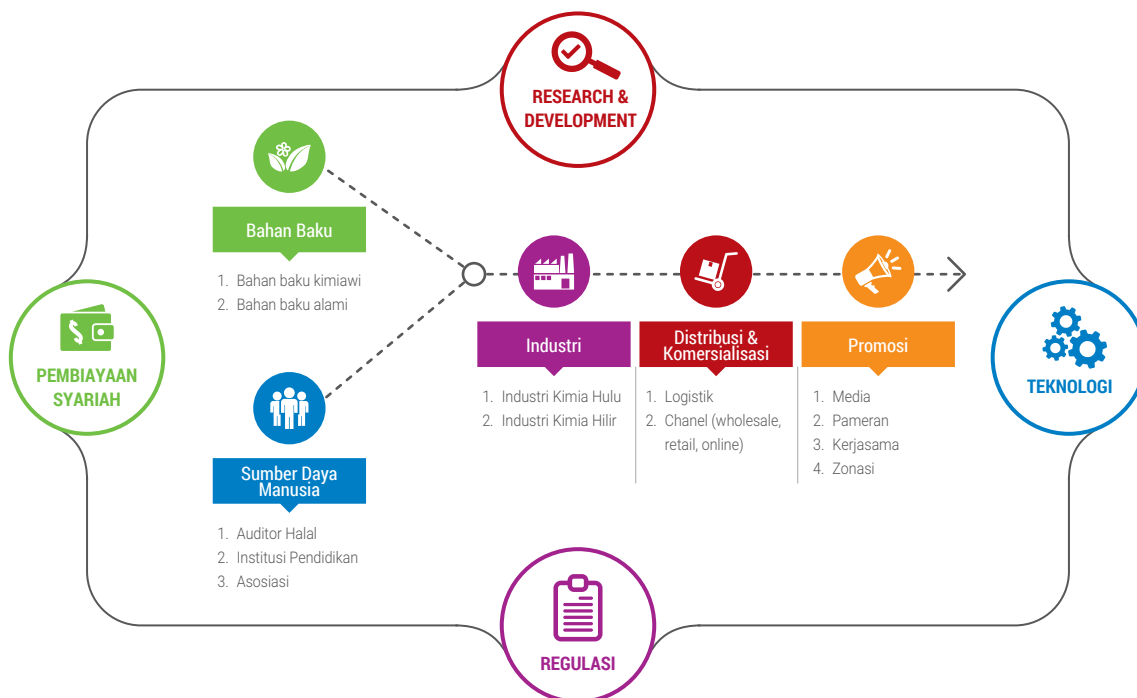 RESEARCH &
DEVELOPMENT
Bahan Baku
1. Bahan baku kimiawi
2. Bahan baku alami
PEMBIAYAAN
SYARIAH
Sumber Daya
Manusia
1. Auditor Halal
2. Institusi Pendidikan
3. Asosiasi
Industri
1. Industri Kimia Hulu
2. Industri Kimia Hilir
Distribusi &
Komersialisasi
1. Logistik
2. Chanel (wholesale,
retail, online)
Promosi
1. Media
2. Pameran
3. Kerjasama
4. Zonasi
TEKNOLOGI
REGULASI